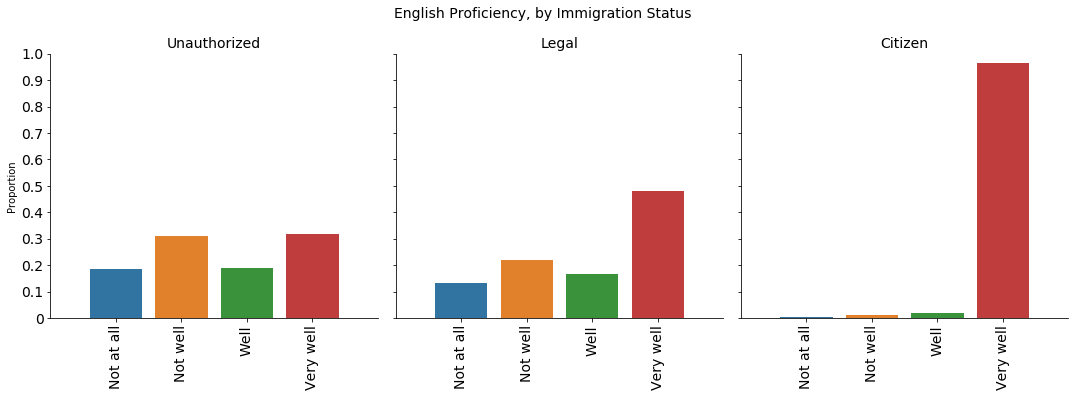 English Proficiency, by Immigration Status
Unauthorized
Legal
Citizen
1.0
0.9
0.8
0.7
0.6
0.5
0.4
0.3
0.2
0.1
0
Proportion
Not at all
Not well
Well
Very well
Not at all
Not well
Well
Very well
Not at all
Not well
Well
Very well